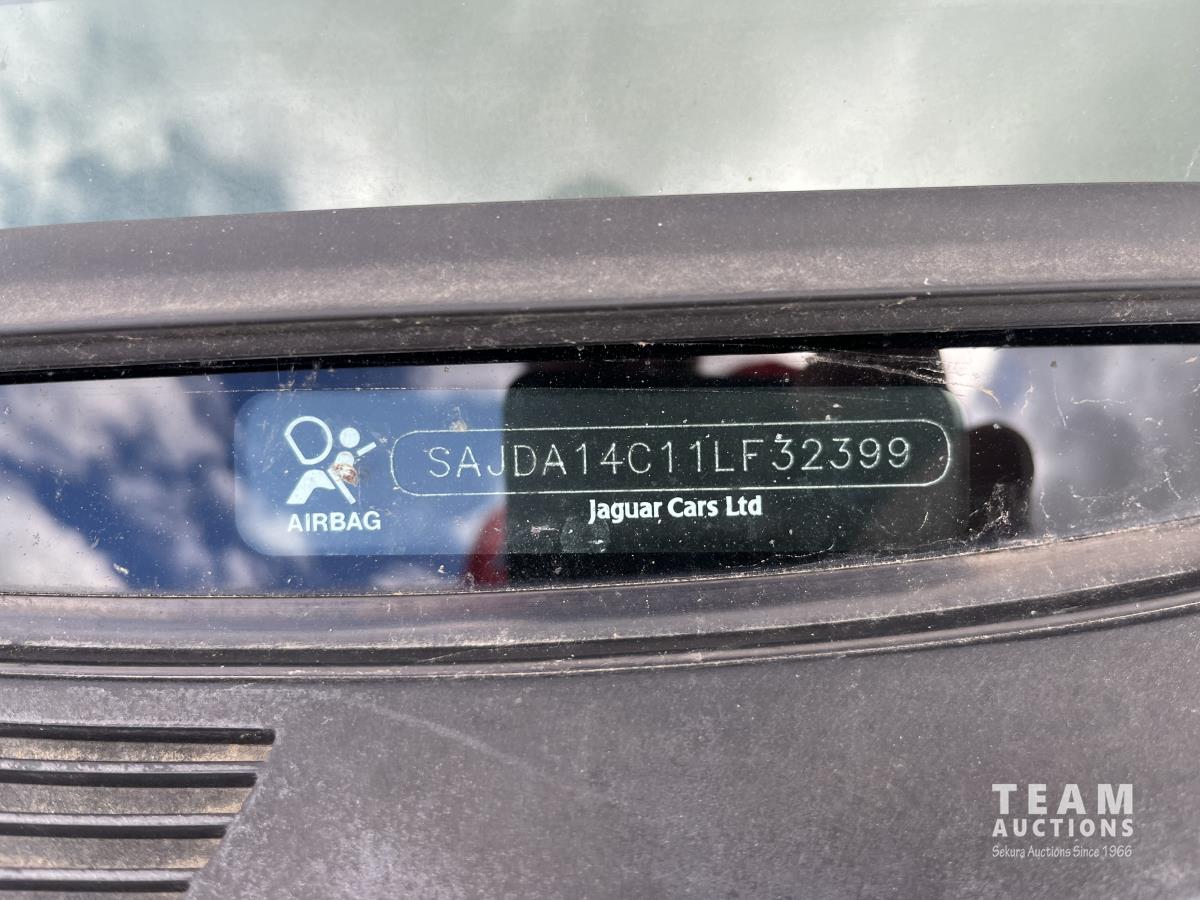 SAJDA14C11LF32399
AIRBAG
Jaguar Cars Ltd
TEAM
AUCTIONS
Sekura Auctions Since 1966